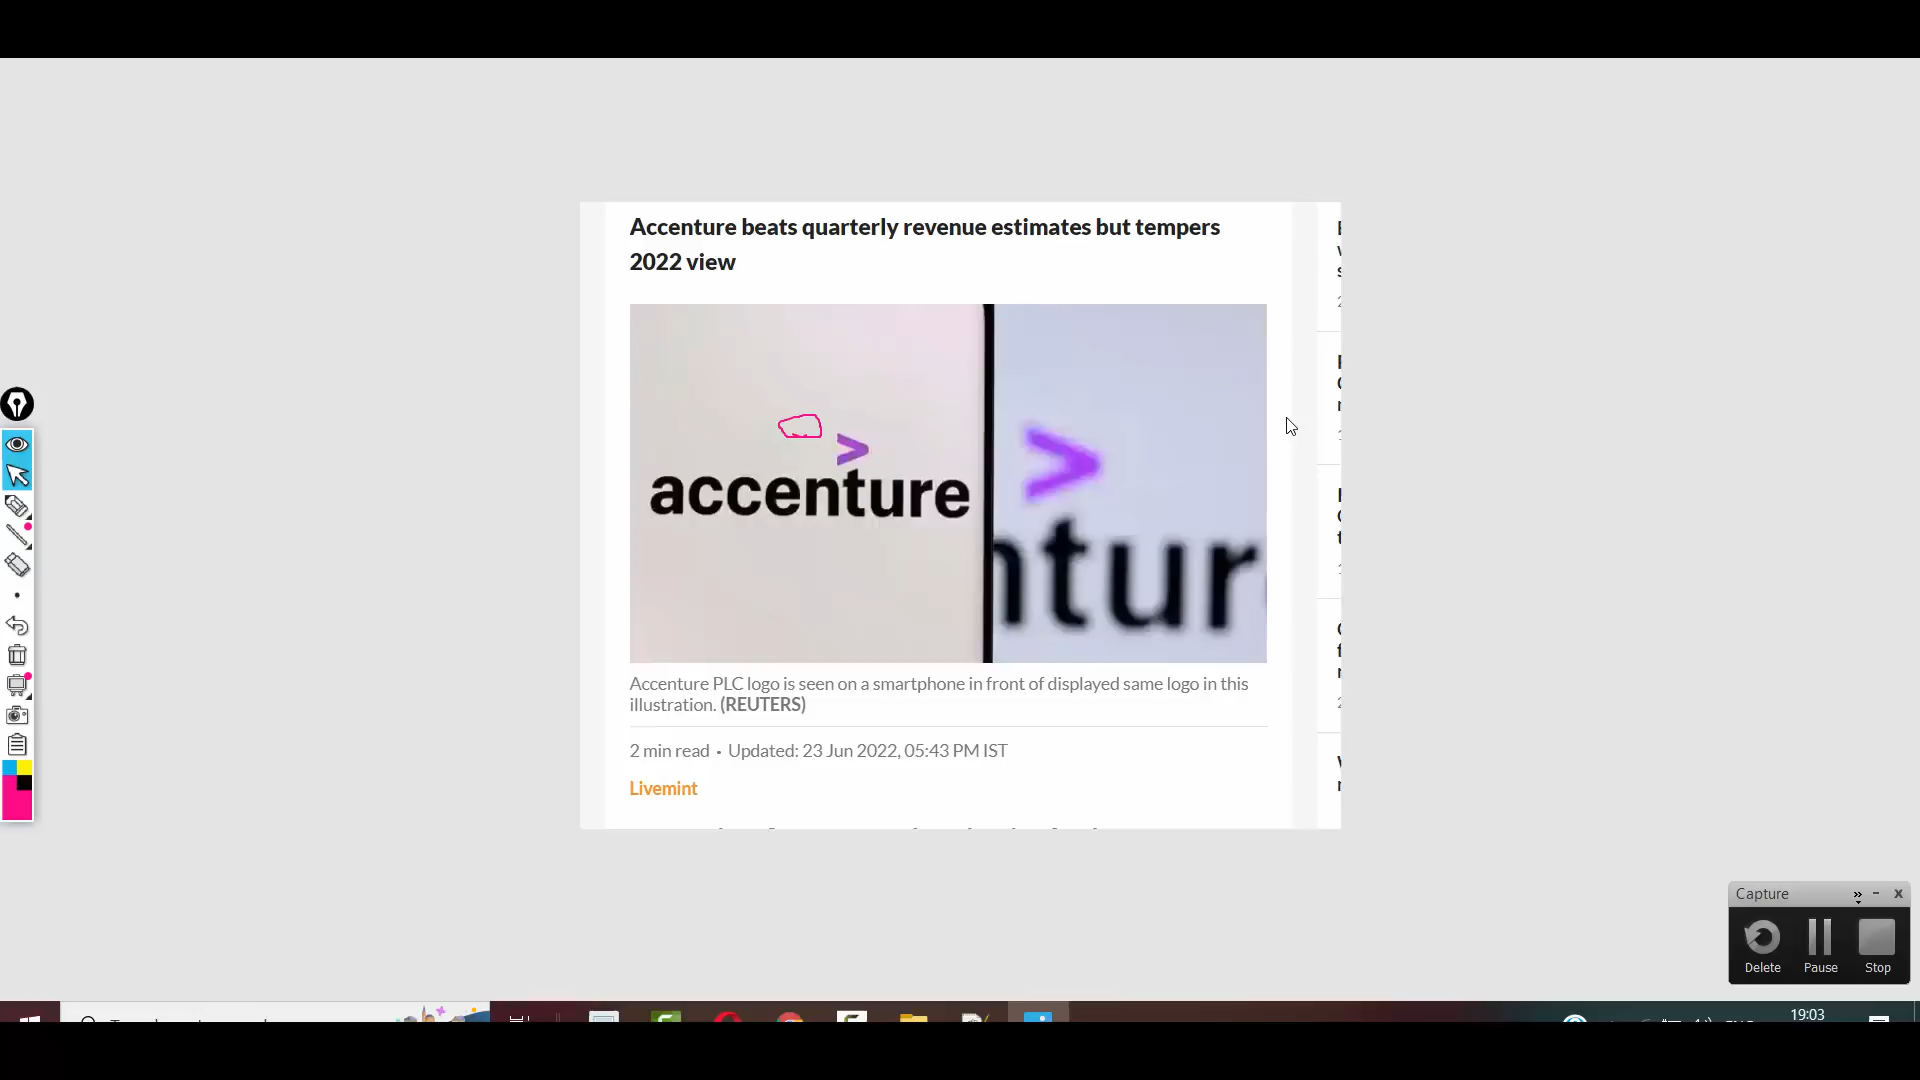 Accenture beats quarterly revenue estimates but tempers
2022 view
>
accenture
>
ntur
Accenture PLC logo is seen on a smartphone in front of displayed same logo in this
illustration. (REUTERS)
2 min read • Updated: 23 Jun 2022, 05:43 PM IST
Livemint
Capture
Delete Pause Stop
19:03